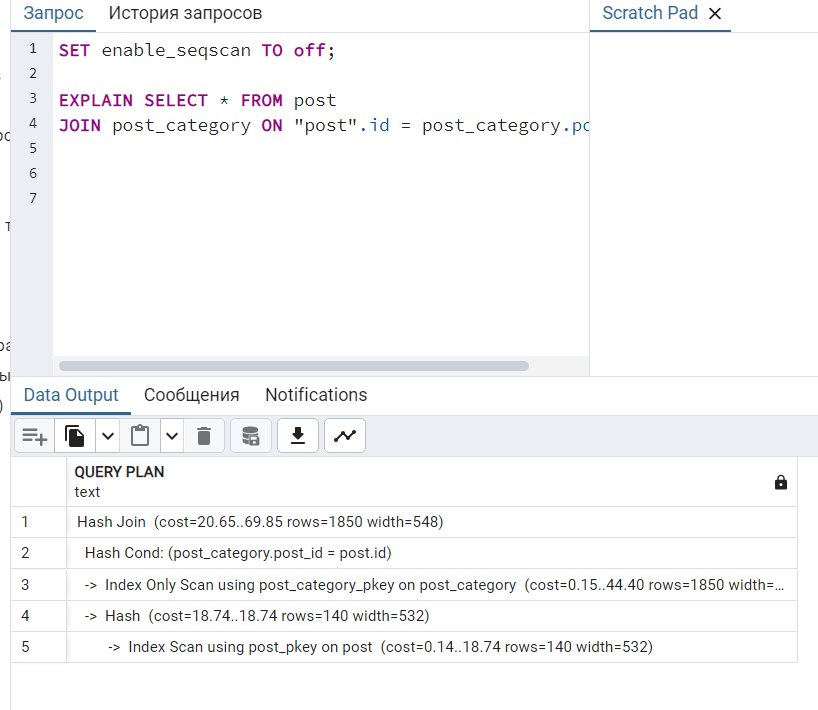 Запрос История запросов Scratch Pad
1 SET enable_seqscan TO off;
2
3 EXPLAIN SELECT * FROM post
4 JOIN post_category ON "post".id = post_category.po
5
6
7
Data Output Сообщения Notifications
QUERY PLAN
text
1 Hash Join (cost=20.65..69.85 rows=1850 width=548)
2 Hash Cond: (post_category.post_id = post.id)
3 -> Index Only Scan using post_category_pkey on post_category (cost=0.15..44.40 rows=1850 width=...
4 -> Hash (cost=18.74..18.74 rows=140 width=532)
5 -> Index Scan using post_pkey on post (cost=0.14..18.74 rows=140 width=532)